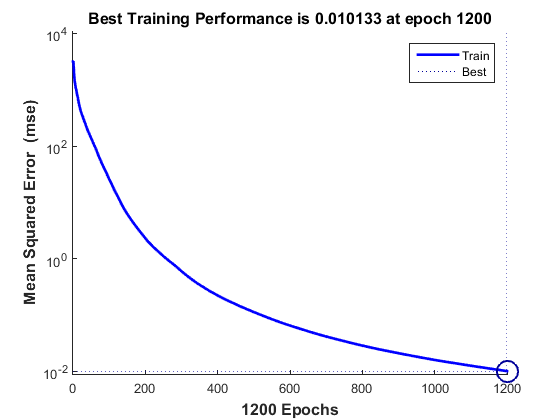 Best Training Performance is 0.010133 at epoch 1200
10^4
Train
Best
10^2
Mean Squared Error (mse)
10^0
10^-2
0 200 400 600 800 1000 1200
1200 Epochs